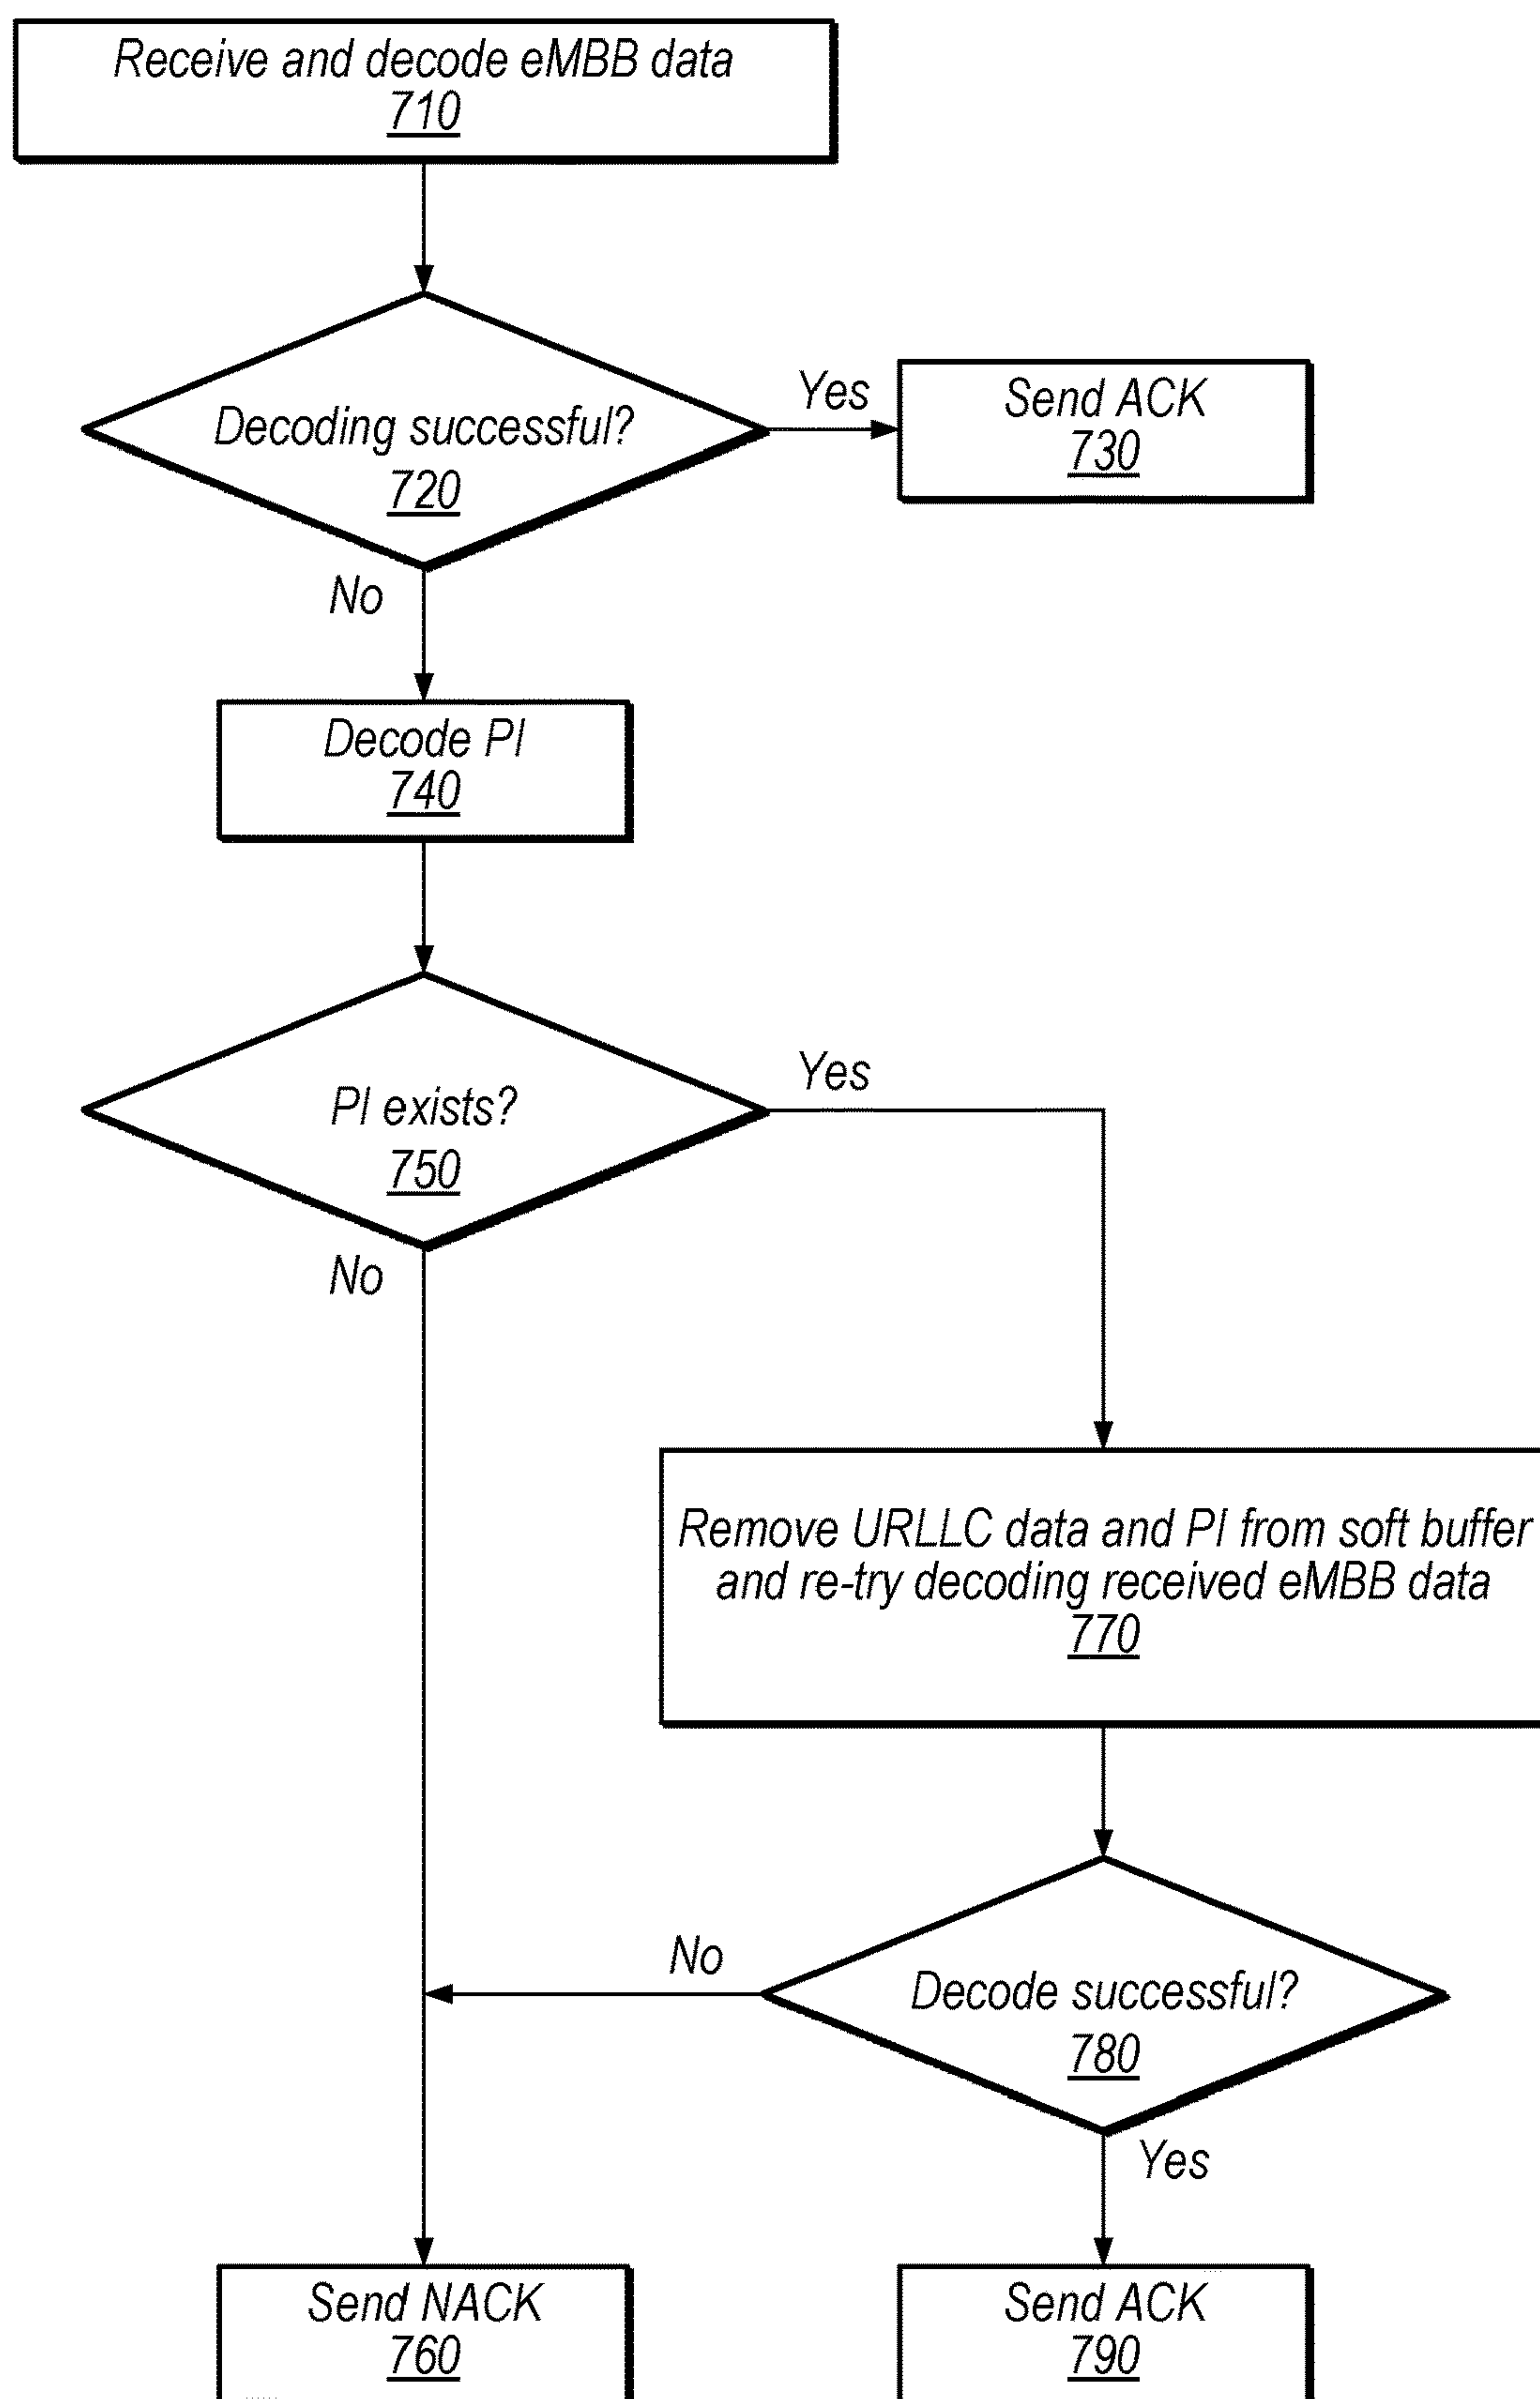 Receive and decode eMBB data
710
Decoding successful?
720
Yes
Send ACK
730
No
Decode PI
740
PI exists?
750
Yes
No
Remove URLLC data and PI from soft buffer
and re-try decoding received eMBB data
770
No
Decode successful?
780
Yes
Send NACK
760
Send ACK
790